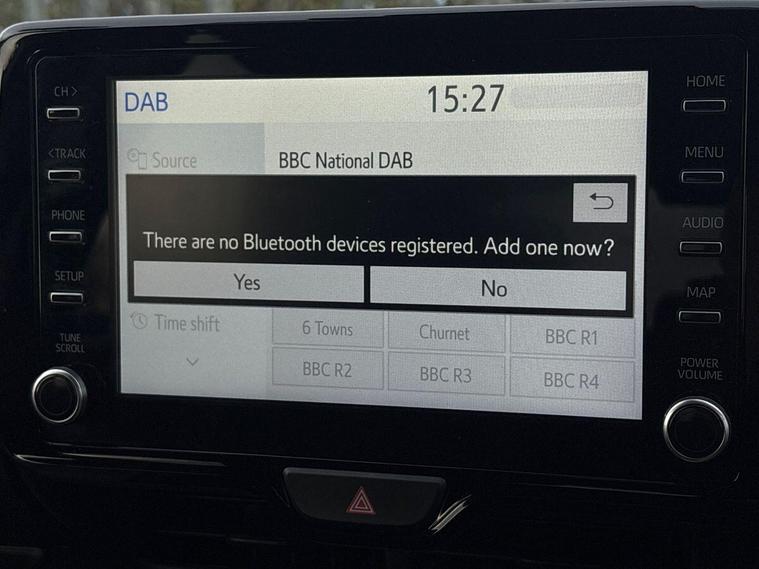 CH >
< TRACK
PHONE
SETUP
TUNE
SCROLL
DAB
15:27
Source
BBC National DAB
There are no Bluetooth devices registered. Add one now?
Yes
No
Time shift
6 Towns
Churnet
BBC R1
BBC R2
BBC R3
BBC R4
HOME
MENU
AUDIO
MAP
POWER
VOLUME